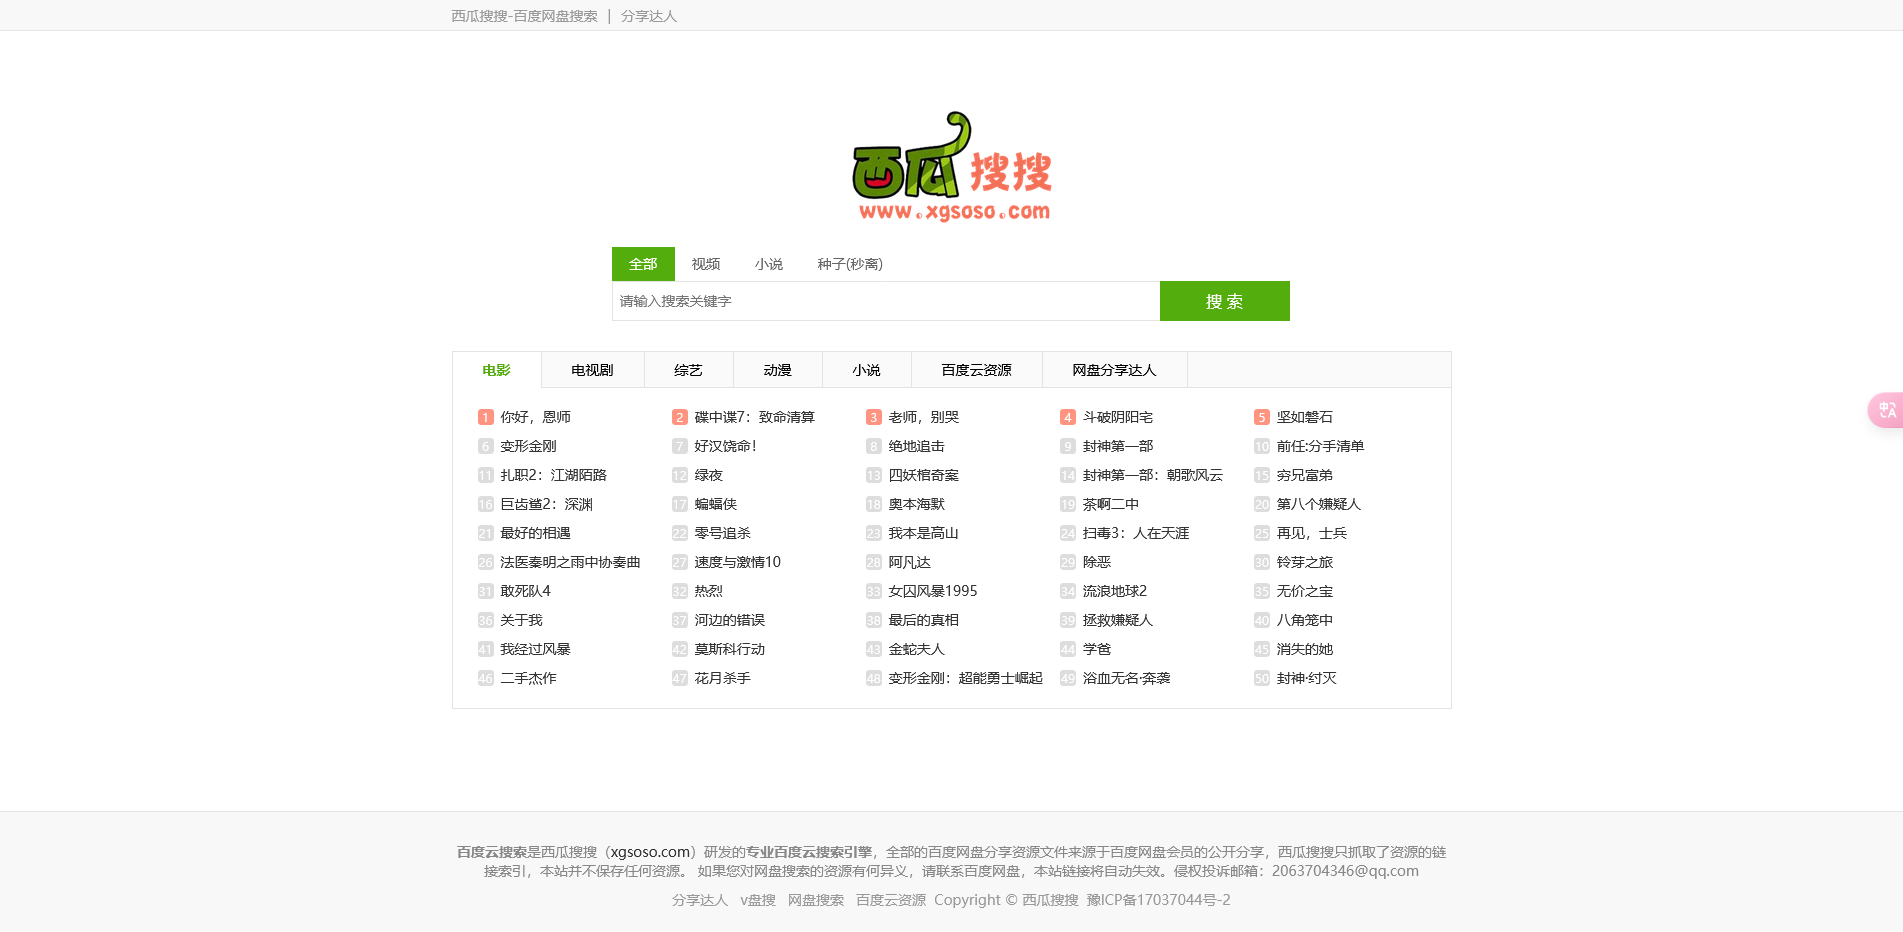 西瓜搜搜-百度网盘搜索 | 分享达人
西瓜搜搜
www.xgsoso.com
全部 视频 小说 种子(秒离)
请输入搜索关键字 搜 索
电影 电视剧 综艺 动漫 小说 百度云资源 网盘分享达人
1 你好，恩师 2 碟中谍7：致命清算 3 老师，别哭 4 斗破阴阳宅 5 坚如磐石
6 变形金刚 7 好汉饶命！ 8 绝地追击 9 封神第一部 10 前任:分手清单
11 扎职2：江湖陌路 12 绿夜 13 四妖棺奇案 14 封神第一部：朝歌风云 15 穷兄富弟
16 巨齿鲨2：深渊 17 蝙蝠侠 18 奥本海默 19 茶啊二中 20 第八个嫌疑人
21 最好的相遇 22 零号追杀 23 我本是高山 24 扫毒3：人在天涯 25 再见，士兵
26 法医秦明之雨中协奏曲 27 速度与激情10 28 阿凡达 29 除恶 30 铃芽之旅
31 敢死队4 32 热烈 33 女囚风暴1995 34 流浪地球2 35 无价之宝
36 关于我 37 河边的错误 38 最后的真相 39 拯救嫌疑人 40 八角笼中
41 我经过风暴 42 莫斯科行动 43 金蛇夫人 44 学爸 45 消失的她
46 二手杰作 47 花月杀手 48 变形金刚：超能勇士崛起 49 浴血无名·奔袭 50 封神·纣灭
百度云搜索是西瓜搜搜（xgsoso.com）研发的专业百度云搜索引擎，全部的百度网盘分享资源文件来源于百度网盘会员的公开分享，西瓜搜搜只抓取了资源的链
接索引，本站并不保存任何资源。 如果您对网盘搜索的资源有何异义，请联系百度网盘，本站链接将自动失效。侵权投诉邮箱：2063704346@qq.com
分享达人 v盘搜 网盘搜索 百度云资源 Copyright © 西瓜搜搜 豫ICP备17037044号-2
中A